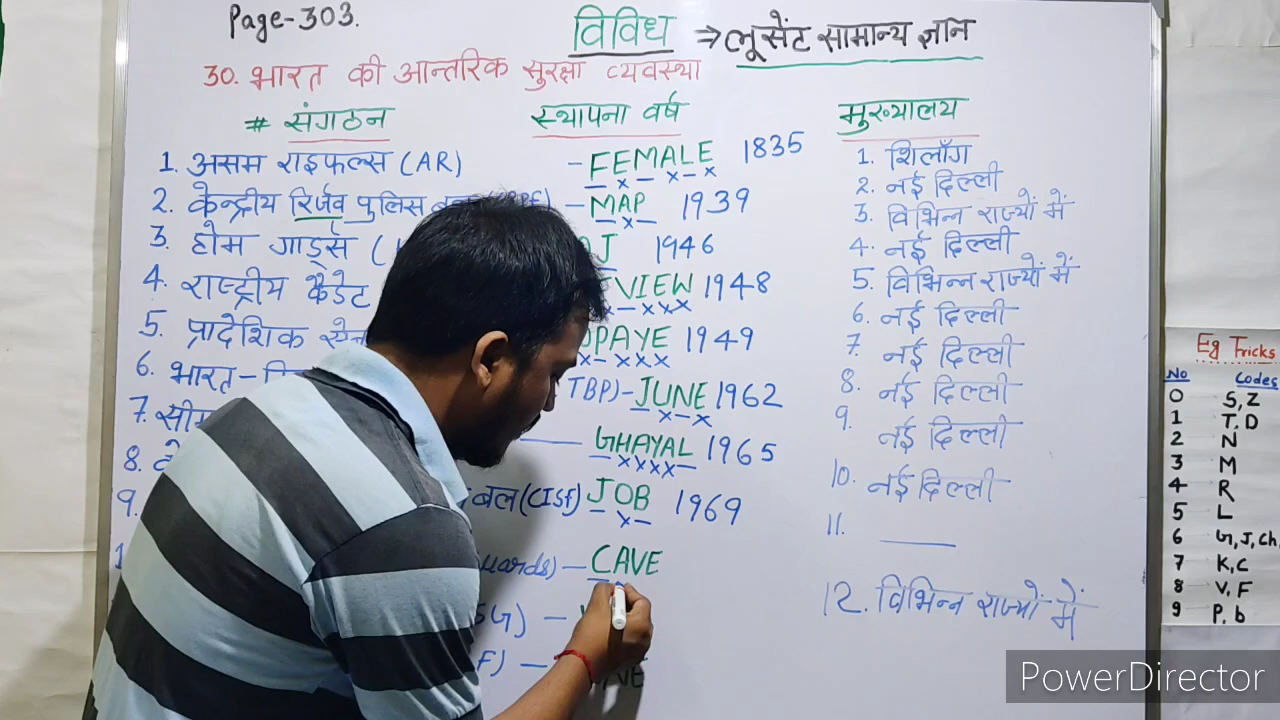 Page-303.
विविध ⇒ लूसेंट सामान्य ज्ञान
30. भारत की आन्तरिक सुरक्षा व्यवस्था
# संगठन स्थापना वर्ष मुख्यालय
1. असम राइफल्स (AR) - FEMALE 1835 1. शिलाँग
2. केन्द्रीय रिर्जव पुलिस - MAP 1939 2. नई दिल्ली
3. होम गार्ड्स 1946 3. विभिन्न राज्यों में
4. राष्ट्रीय कैडेट 1948 4. नई दिल्ली
5. प्रादेशिक 1949 5. विभिन्न राज्यों में
6. भारत- TBP)- JUNE 1962 6. नई दिल्ली
7. GHAYAL 1965 7. नई दिल्ली
8. बल (CISF) JOB 1969 8. नई दिल्ली
9. CAVE 9. नई दिल्ली
10. नई दिल्ली
11.
12. विभिन्न राज्यों में
SG) -
F) -
Eg Tricks
No Codes
0 S, Z
1 T, D
2 N
3 M
4 R
5 L
6 G, J, Ch,
7 K, C
8 V, F
9 P, b
PowerDirector